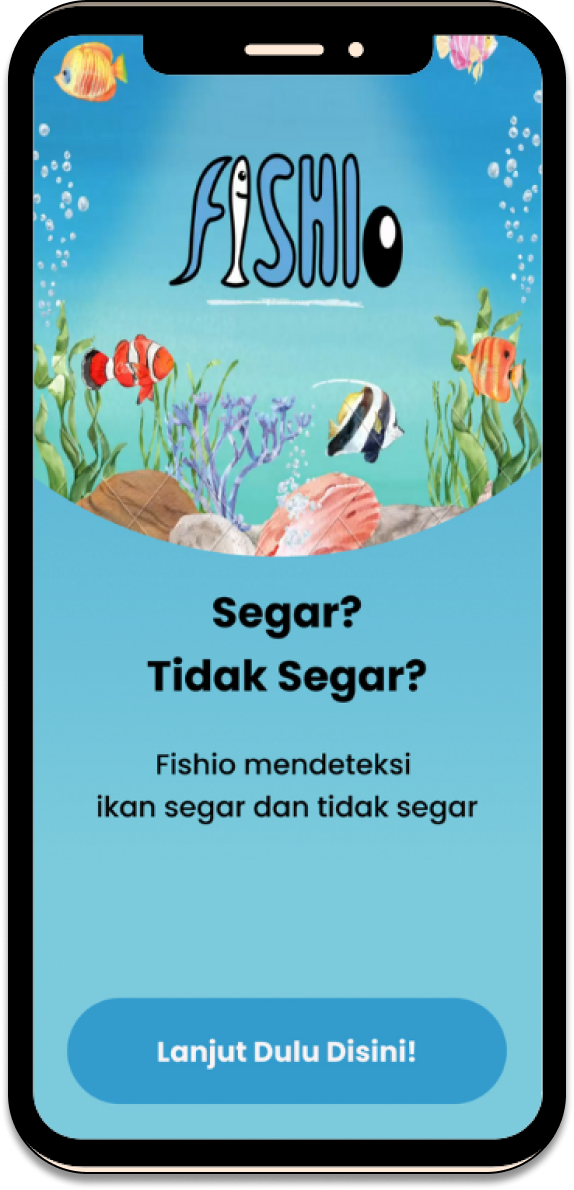 FISHIO
Segar?
Tidak Segar?
Fishio mendeteksi
ikan segar dan tidak segar
Lanjut Dulu Disini!